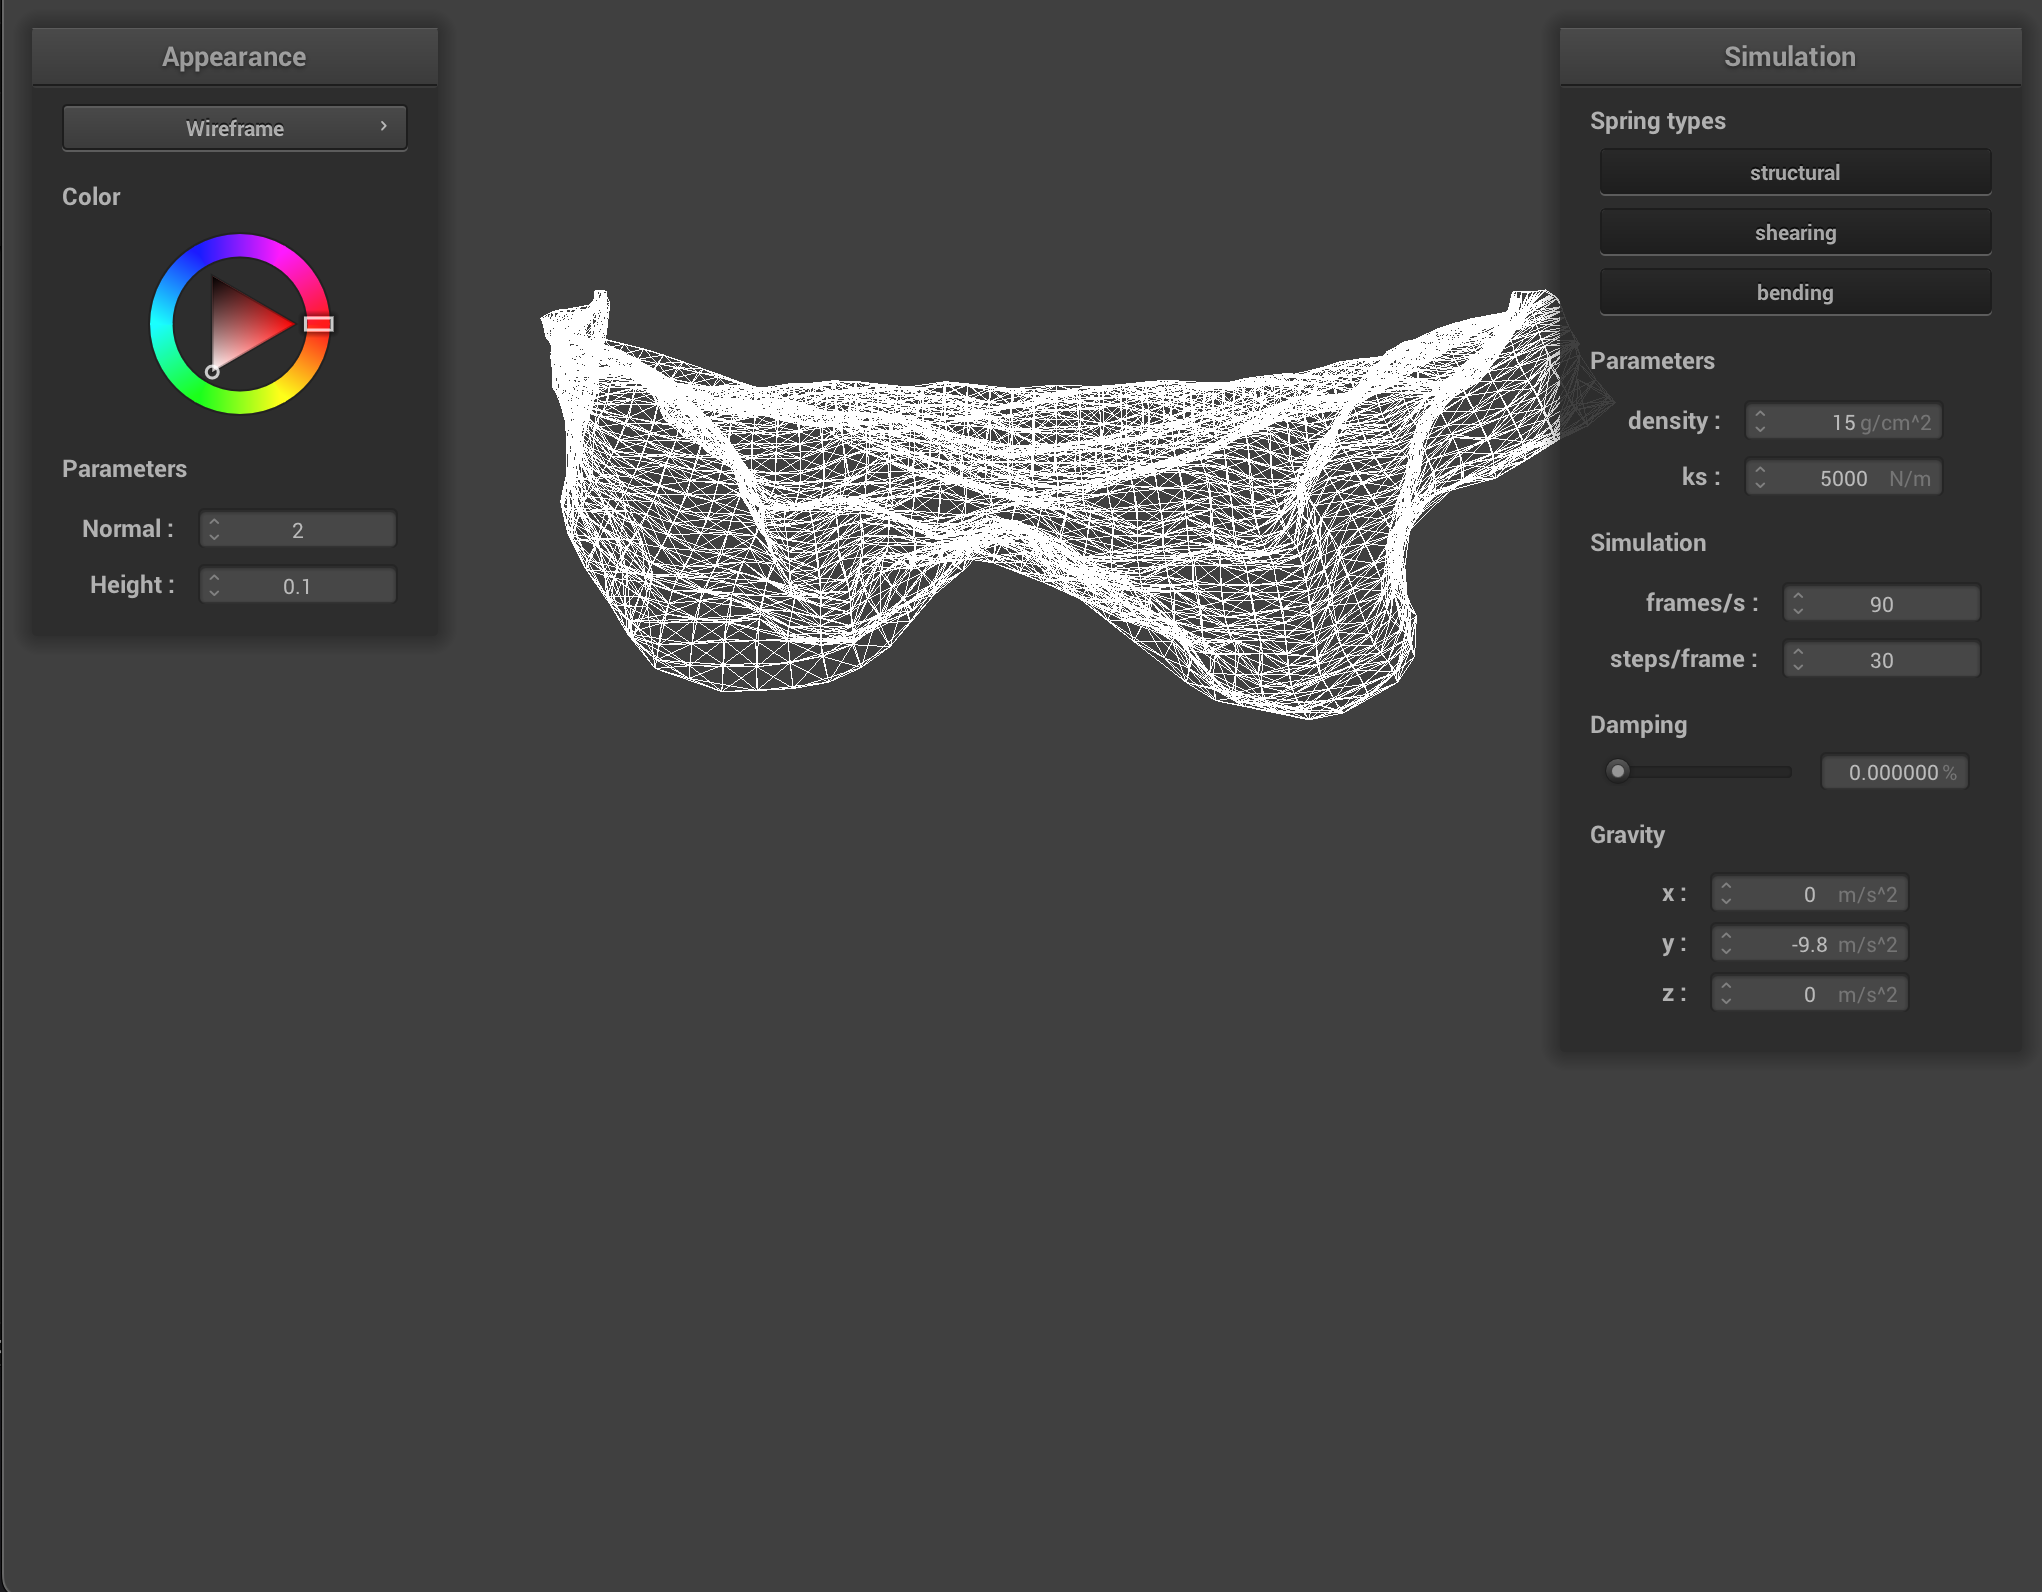 Appearance
Wireframe
Color
Parameters
Normal : 2
Height : 0.1
Simulation
Spring types
structural
shearing
bending
Parameters
density : 15 g/cm^2
ks : 5000 N/m
Simulation
frames/s : 90
steps/frame : 30
Damping
0.000000 %
Gravity
x : 0 m/s^2
y : -9.8 m/s^2
z : 0 m/s^2